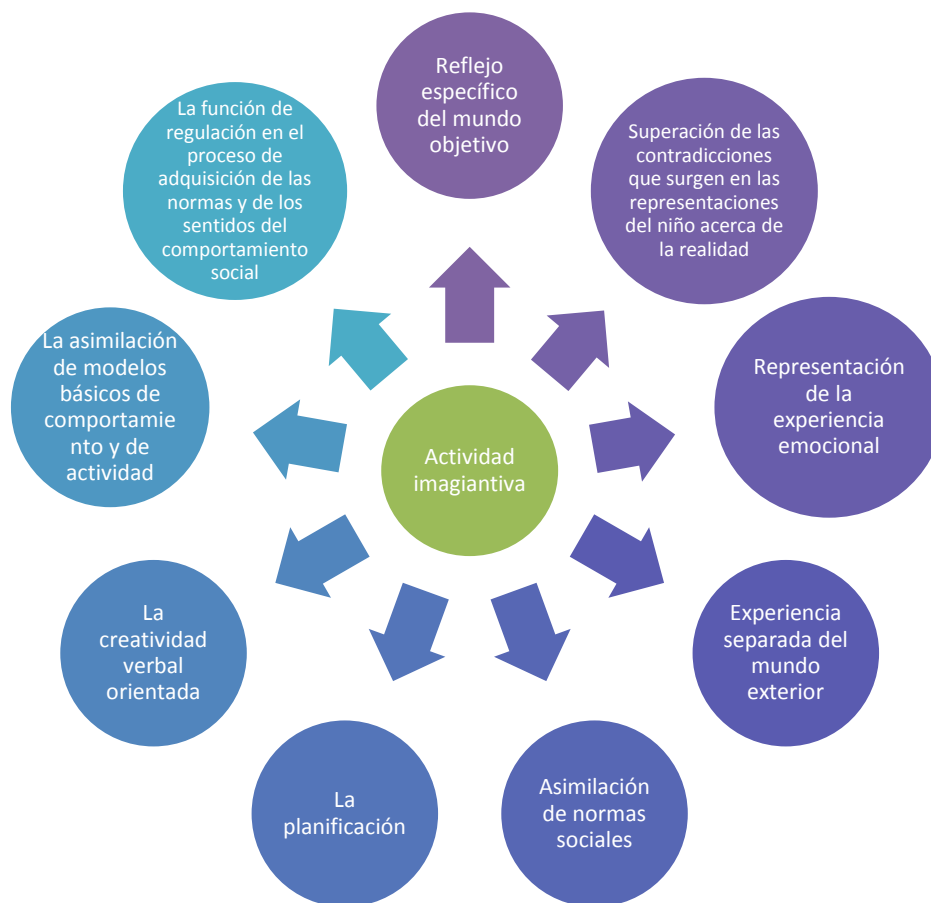 Reflejo
específico
del mundo
objetivo
Superación de las
contradicciones
que surgen en las
representaciones
del niño acerca de
la realidad
Representación
de la
experiencia
emocional
Experiencia
separada del
mundo
exterior
Asimilación
de normas
sociales
La
planificación
La
creatividad
verbal
orientada
La asimilación
de modelos
básicos de
comportamie
nto y de
actividad
La función de
regulación en el
proceso de
adquisición de las
normas y de los
sentidos del
comportamiento
social
Actividad
imagiantiva